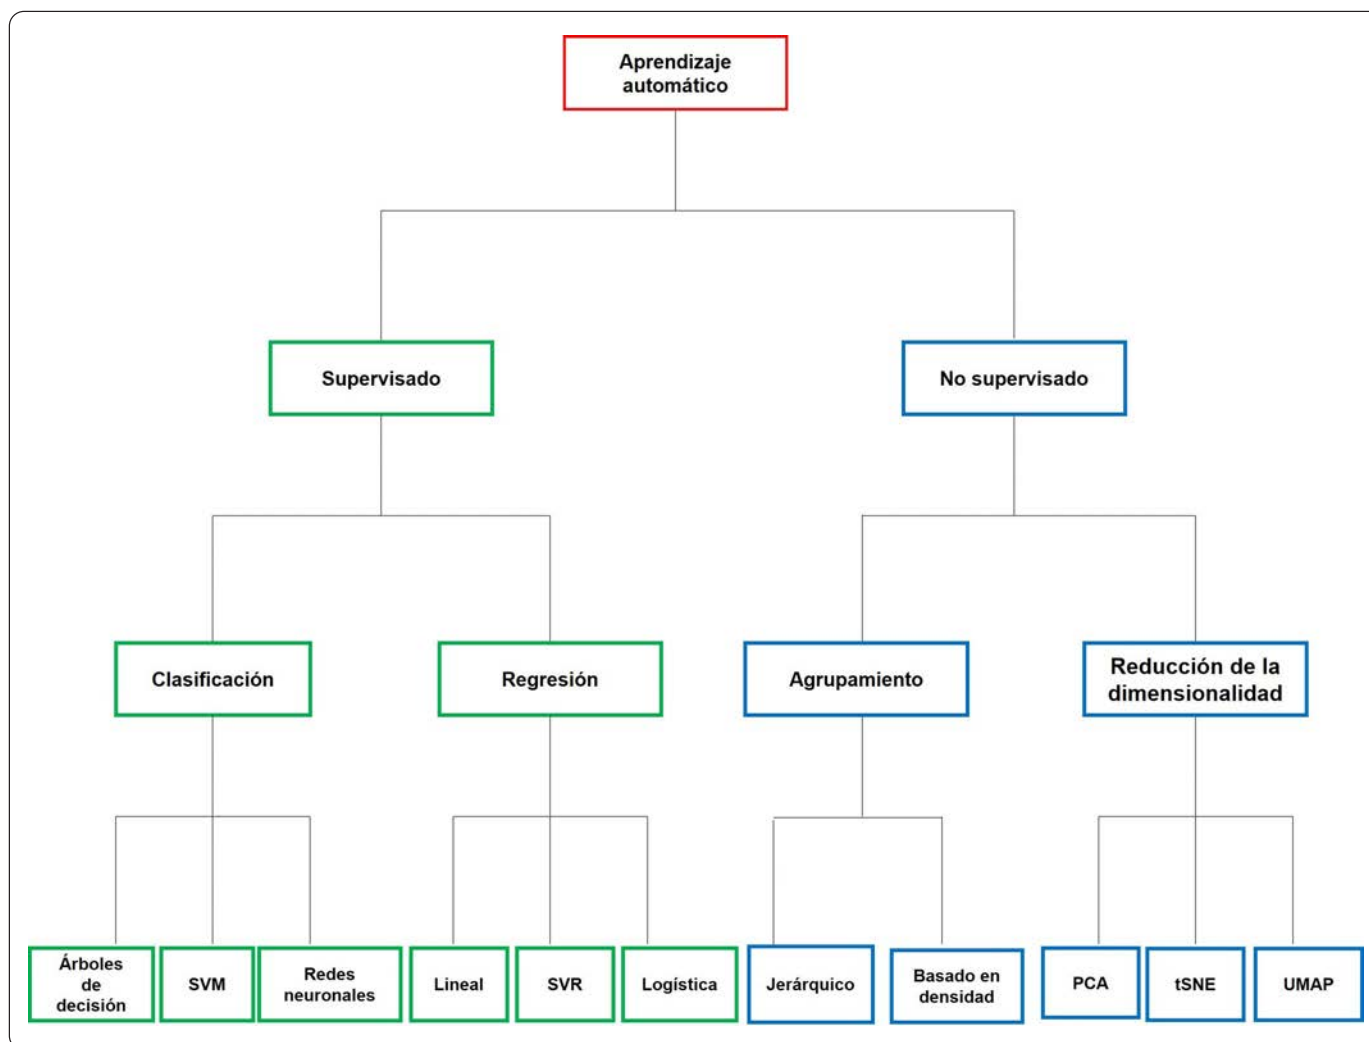 Aprendizaje
automático
Supervisado
No supervisado
Clasificación
Regresión
Agrupamiento
Reducción de la
dimensionalidad
Árboles
de
decisión
SVM
Redes
neuronales
Lineal
SVR
Logística
Jerárquico
Basado en
densidad
PCA
tSNE
UMAP